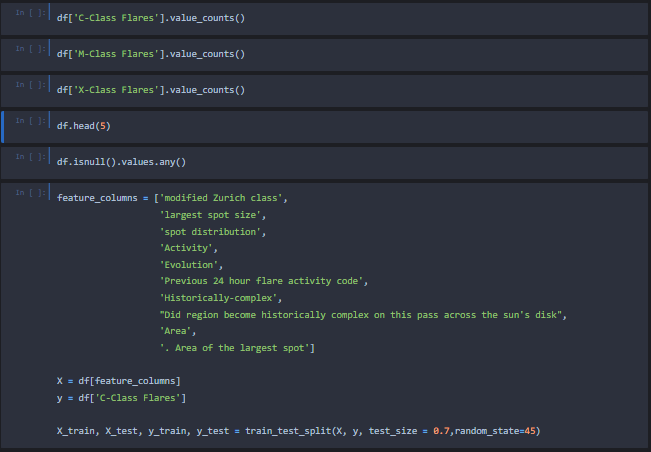 In [ ]: df['C-Class Flares'].value_counts()
In [ ]: df['M-Class Flares'].value_counts()
In [ ]: df['X-Class Flares'].value_counts()
In [ ]: df.head(5)
In [ ]: df.isnull().values.any()
In [ ]: feature_columns = ['modified Zurich class',
'largest spot size',
'spot distribution',
'Activity',
'Evolution',
'Previous 24 hour flare activity code',
'Historically-complex',
"Did region become historically complex on this pass across the sun's disk",
'Area',
'. Area of the largest spot']
X = df[feature_columns]
y = df['C-Class Flares']
X_train, X_test, y_train, y_test = train_test_split(X, y, test_size = 0.7,random_state=45)